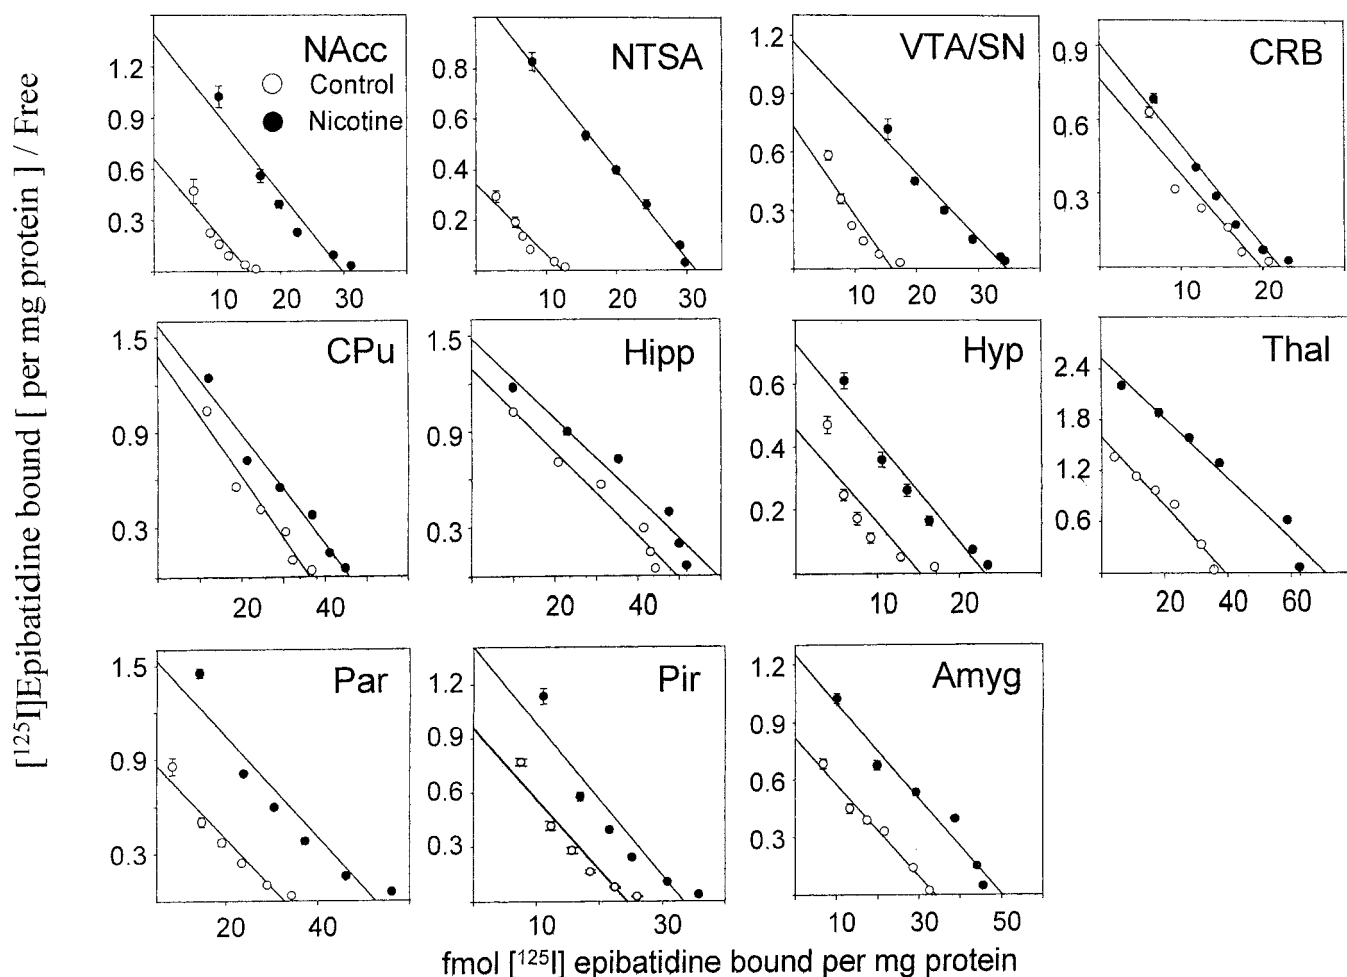 [¹²⁵I]Epibatidine bound [ per mg protein ] / Free
NAcc
Control
Nicotine
1.2
0.9
0.6
0.3
10 20 30
NTSA
0.8
0.6
0.4
0.2
10 20 30
VTA/SN
1.2
0.9
0.6
0.3
10 20 30
CRB
0.9
0.6
0.3
10 20
CPu
1.5
0.9
0.3
20 40
Hipp
1.5
0.9
0.3
20 40
Hyp
0.6
0.4
0.2
10 20
Thal
2.4
1.8
1.2
0.6
20 40 60
Par
1.5
0.9
0.3
20 40
Pir
1.2
0.9
0.6
0.3
10 30
Amyg
1.2
0.9
0.6
0.3
10 30 50
fmol [¹²⁵I] epibatidine bound per mg protein